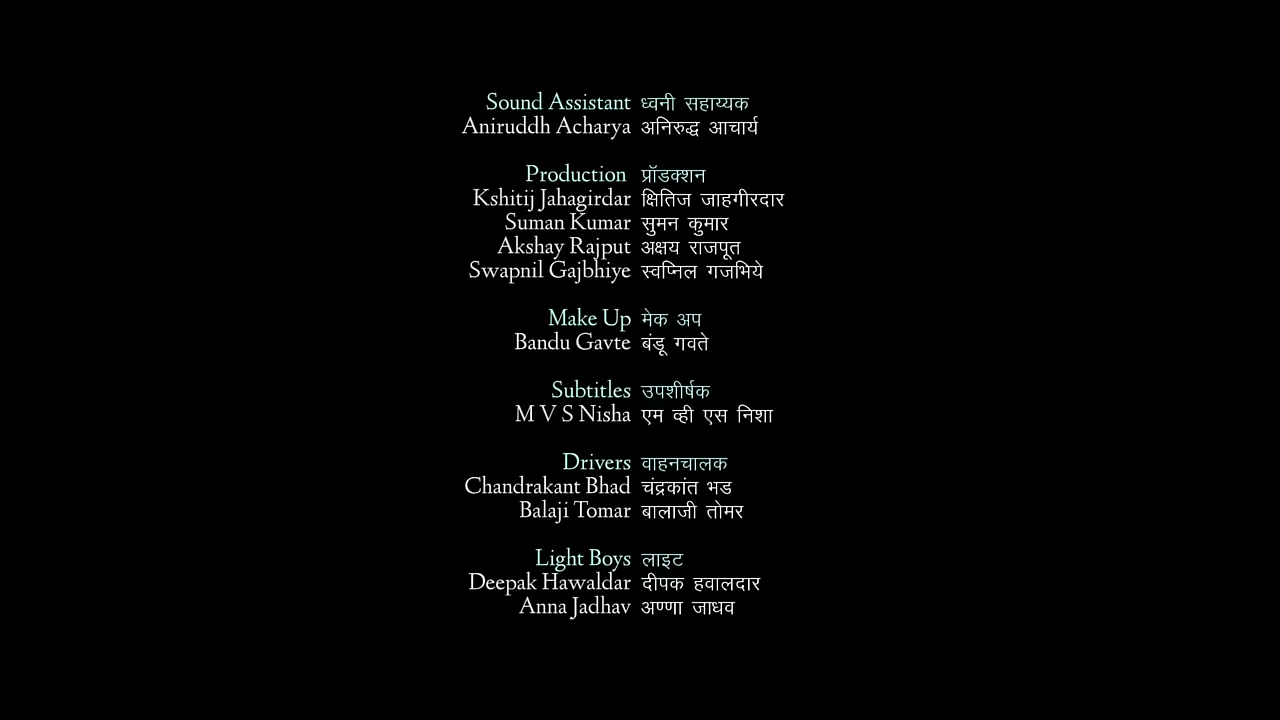 Sound Assistant ध्वनी सहाय्यक
Aniruddh Acharya अनिरुद्ध आचार्य
Production प्रॉडक्शन
Kshitij Jahagirdar क्षितिज जाहगीरदार
Suman Kumar सुमन कुमार
Akshay Rajput अक्षय राजपूत
Swapnil Gajbhiye स्वप्निल गजभिये
Make Up मेक अप
Bandu Gavte बंडू गवते
Subtitles उपशीर्षक
M V S Nisha एम व्ही एस निशा
Drivers वाहनचालक
Chandrakant Bhad चंद्रकांत भड
Balaji Tomar बालाजी तोमर
Light Boys लाइट
Deepak Hawaldar दीपक हवालदार
Anna Jadhav अण्णा जाधव